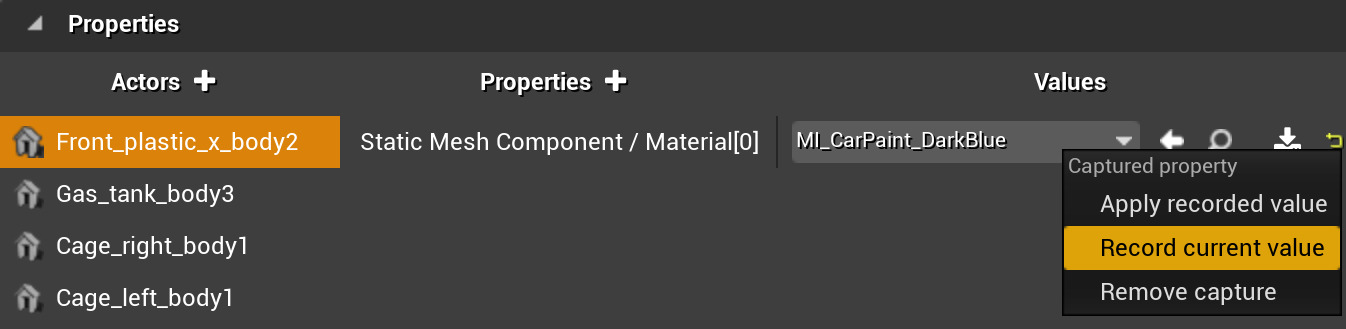 Properties
Actors + Properties + Values
Front_plastic_x_body2 Static Mesh Component / Material[0] MI_CarPaint_DarkBlue
Captured property
Gas_tank_body3 Apply recorded value
Cage_right_body1 Record current value
Cage_left_body1 Remove capture